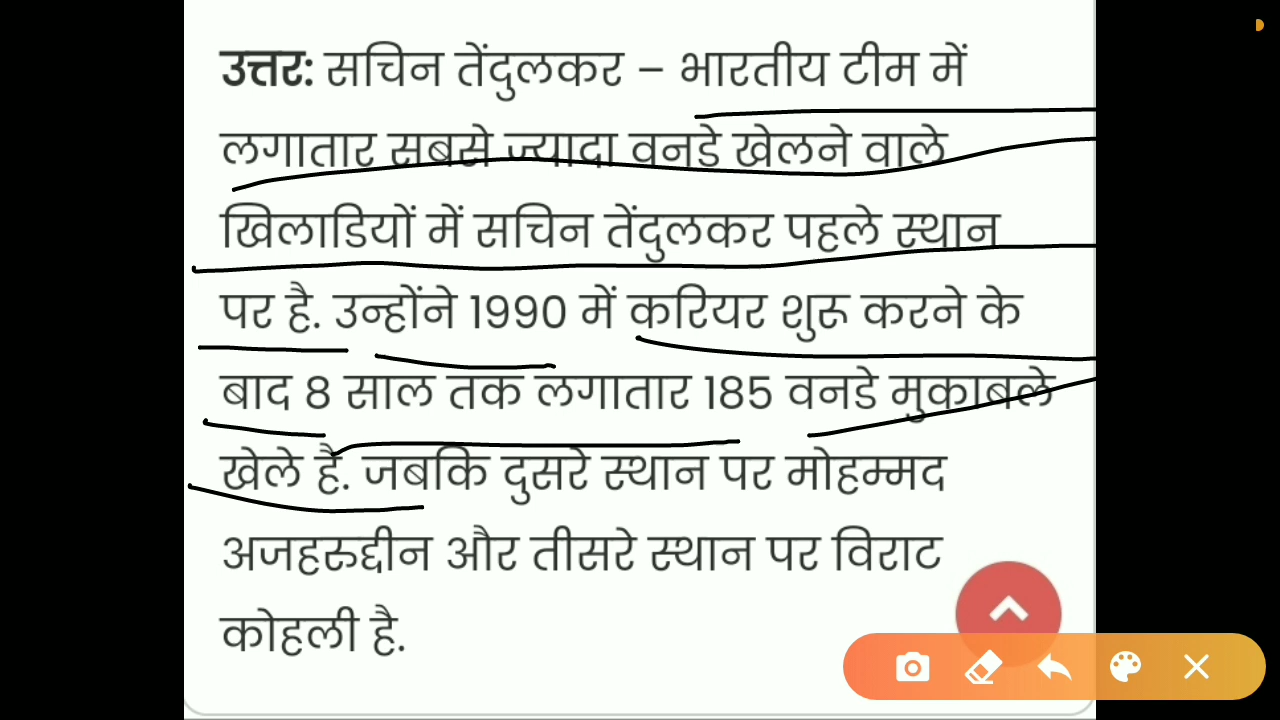 उत्तर: सचिन तेंदुलकर – भारतीय टीम में
लगातार सबसे ज्यादा वनडे खेलने वाले
खिलाडियों में सचिन तेंदुलकर पहले स्थान
पर है. उन्होंने 1990 में करियर शुरू करने के
बाद 8 साल तक लगातार 185 वनडे मुकाबले
खेले है. जबकि दुसरे स्थान पर मोहम्मद
अजहरुद्दीन और तीसरे स्थान पर विराट
कोहली है.